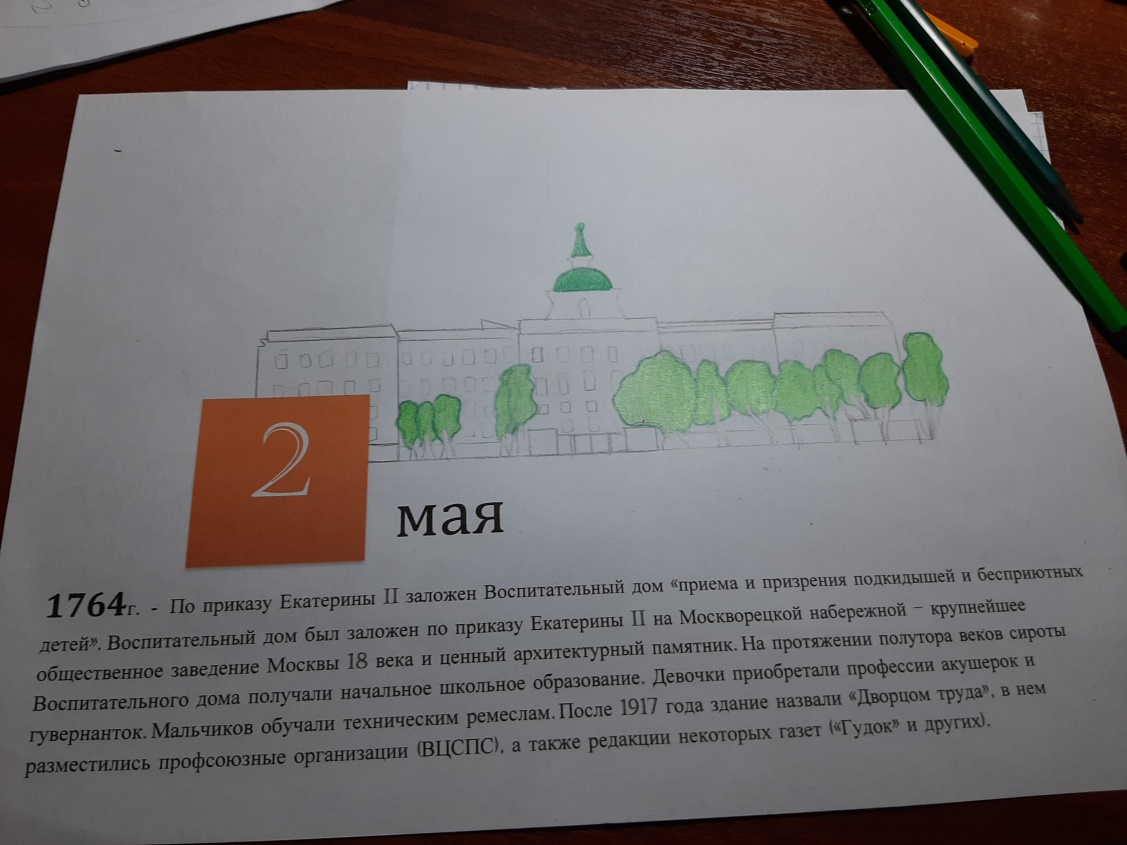 2
мая
1764г. - По приказу Екатерины II заложен Воспитательный дом «приема и призрения подкидышей и бесприютных
детей». Воспитательный дом был заложен по приказу Екатерины II на Москворецкой набережной – крупнейшее
общественное заведение Москвы 18 века и ценный архитектурный памятник. На протяжении полутора веков сироты
Воспитательного дома получали начальное школьное образование. Девочки приобретали профессии акушерок и
гувернанток. Мальчиков обучали техническим ремеслам. После 1917 года здание назвали «Дворцом труда», в нем
разместились профсоюзные организации (ВЦСПС), а также редакции некоторых газет («Гудок» и других).